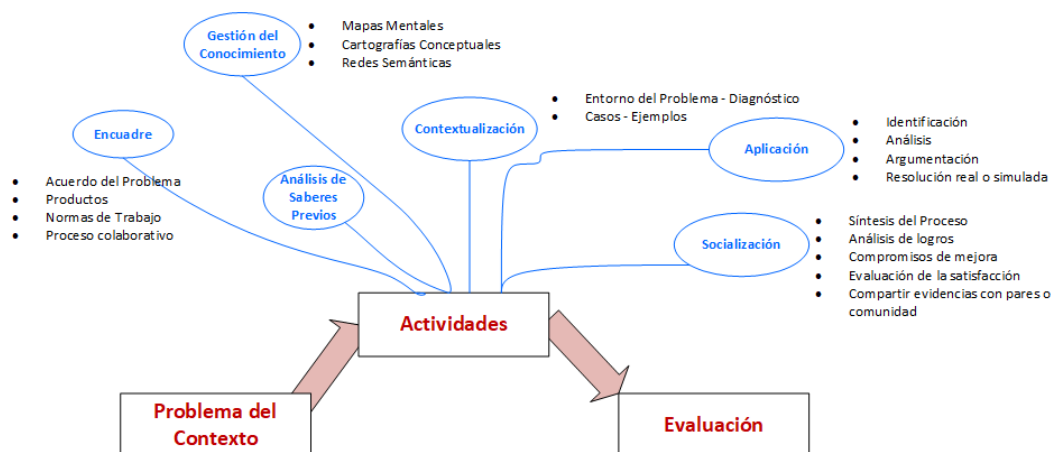 Gestión del
Conocimiento
• Mapas Mentales
• Cartografías Conceptuales
• Redes Semánticas
Encuadre
• Acuerdo del Problema
• Productos
• Normas de Trabajo
• Proceso colaborativo
Análisis de
Saberes
Previos
Contextualización
• Entorno del Problema - Diagnóstico
• Casos - Ejemplos
Aplicación
• Identificación
• Análisis
• Argumentación
• Resolución real o simulada
Socialización
• Síntesis del Proceso
• Análisis de logros
• Compromisos de mejora
• Evaluación de la satisfacción
• Compartir evidencias con pares o
comunidad
Actividades
Problema del
Contexto
Evaluación